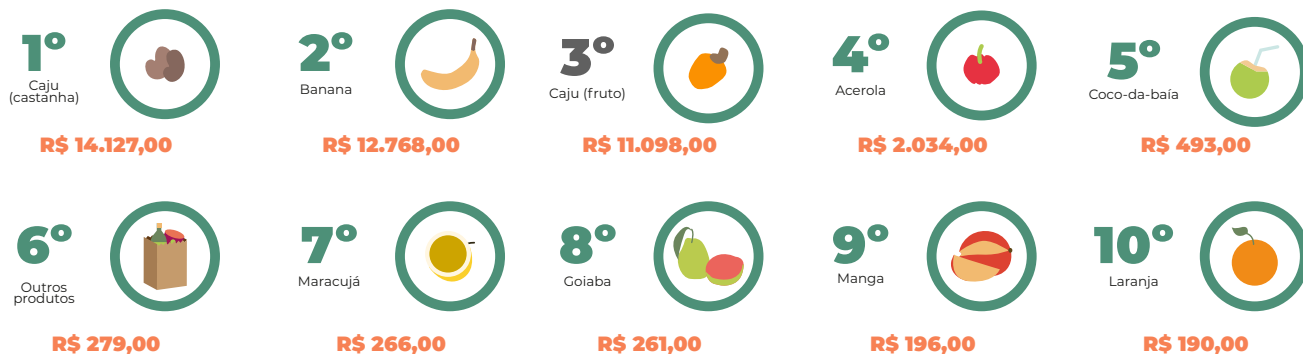 1º
Caju
(castanha)
R$ 14.127,00
2º
Banana
R$ 12.768,00
3º
Caju (fruto)
R$ 11.098,00
4º
Acerola
R$ 2.034,00
5º
Coco-da-baía
R$ 493,00
6º
Outros
produtos
R$ 279,00
7º
Maracujá
R$ 266,00
8º
Goiaba
R$ 261,00
9º
Manga
R$ 196,00
10º
Laranja
R$ 190,00